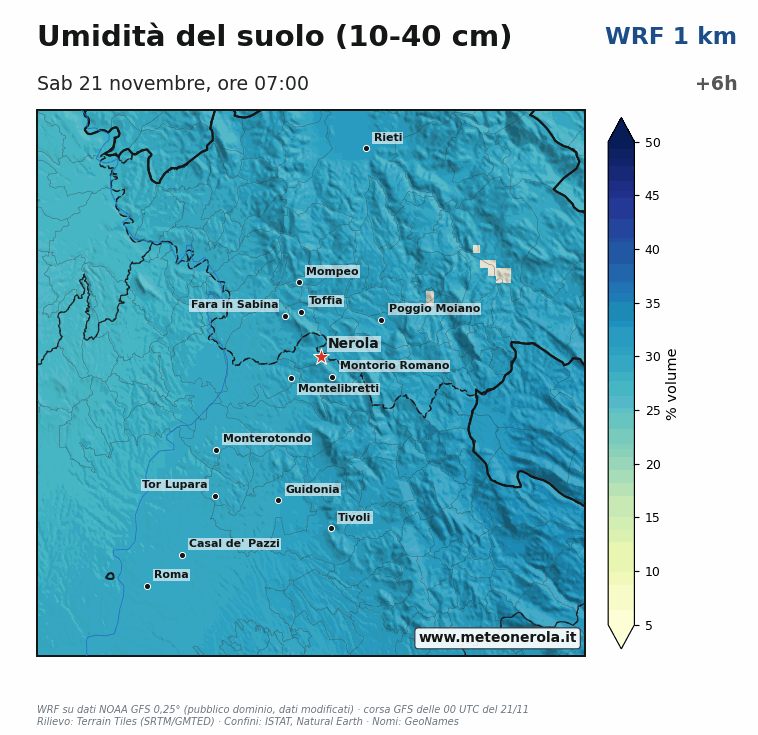 Umidità del suolo (10-40 cm)
WRF 1 km
Sab 21 novembre, ore 07:00
+6h
Rieti
Mompeo
Toffia
Fara in Sabina
Poggio Moiano
Nerola
Montorio Romano
Montelibretti
Monterotondo
Tor Lupara
Guidonia
Tivoli
Casal de' Pazzi
Roma
www.meteonerola.it
50
45
40
35
30
25
20
15
10
5
% volume
WRF su dati NOAA GFS 0,25° (pubblico dominio, dati modificati) · corsa GFS delle 00 UTC del 21/11
Rilievo: Terrain Tiles (SRTM/GMTED) · Confini: ISTAT, Natural Earth · Nomi: GeoNames